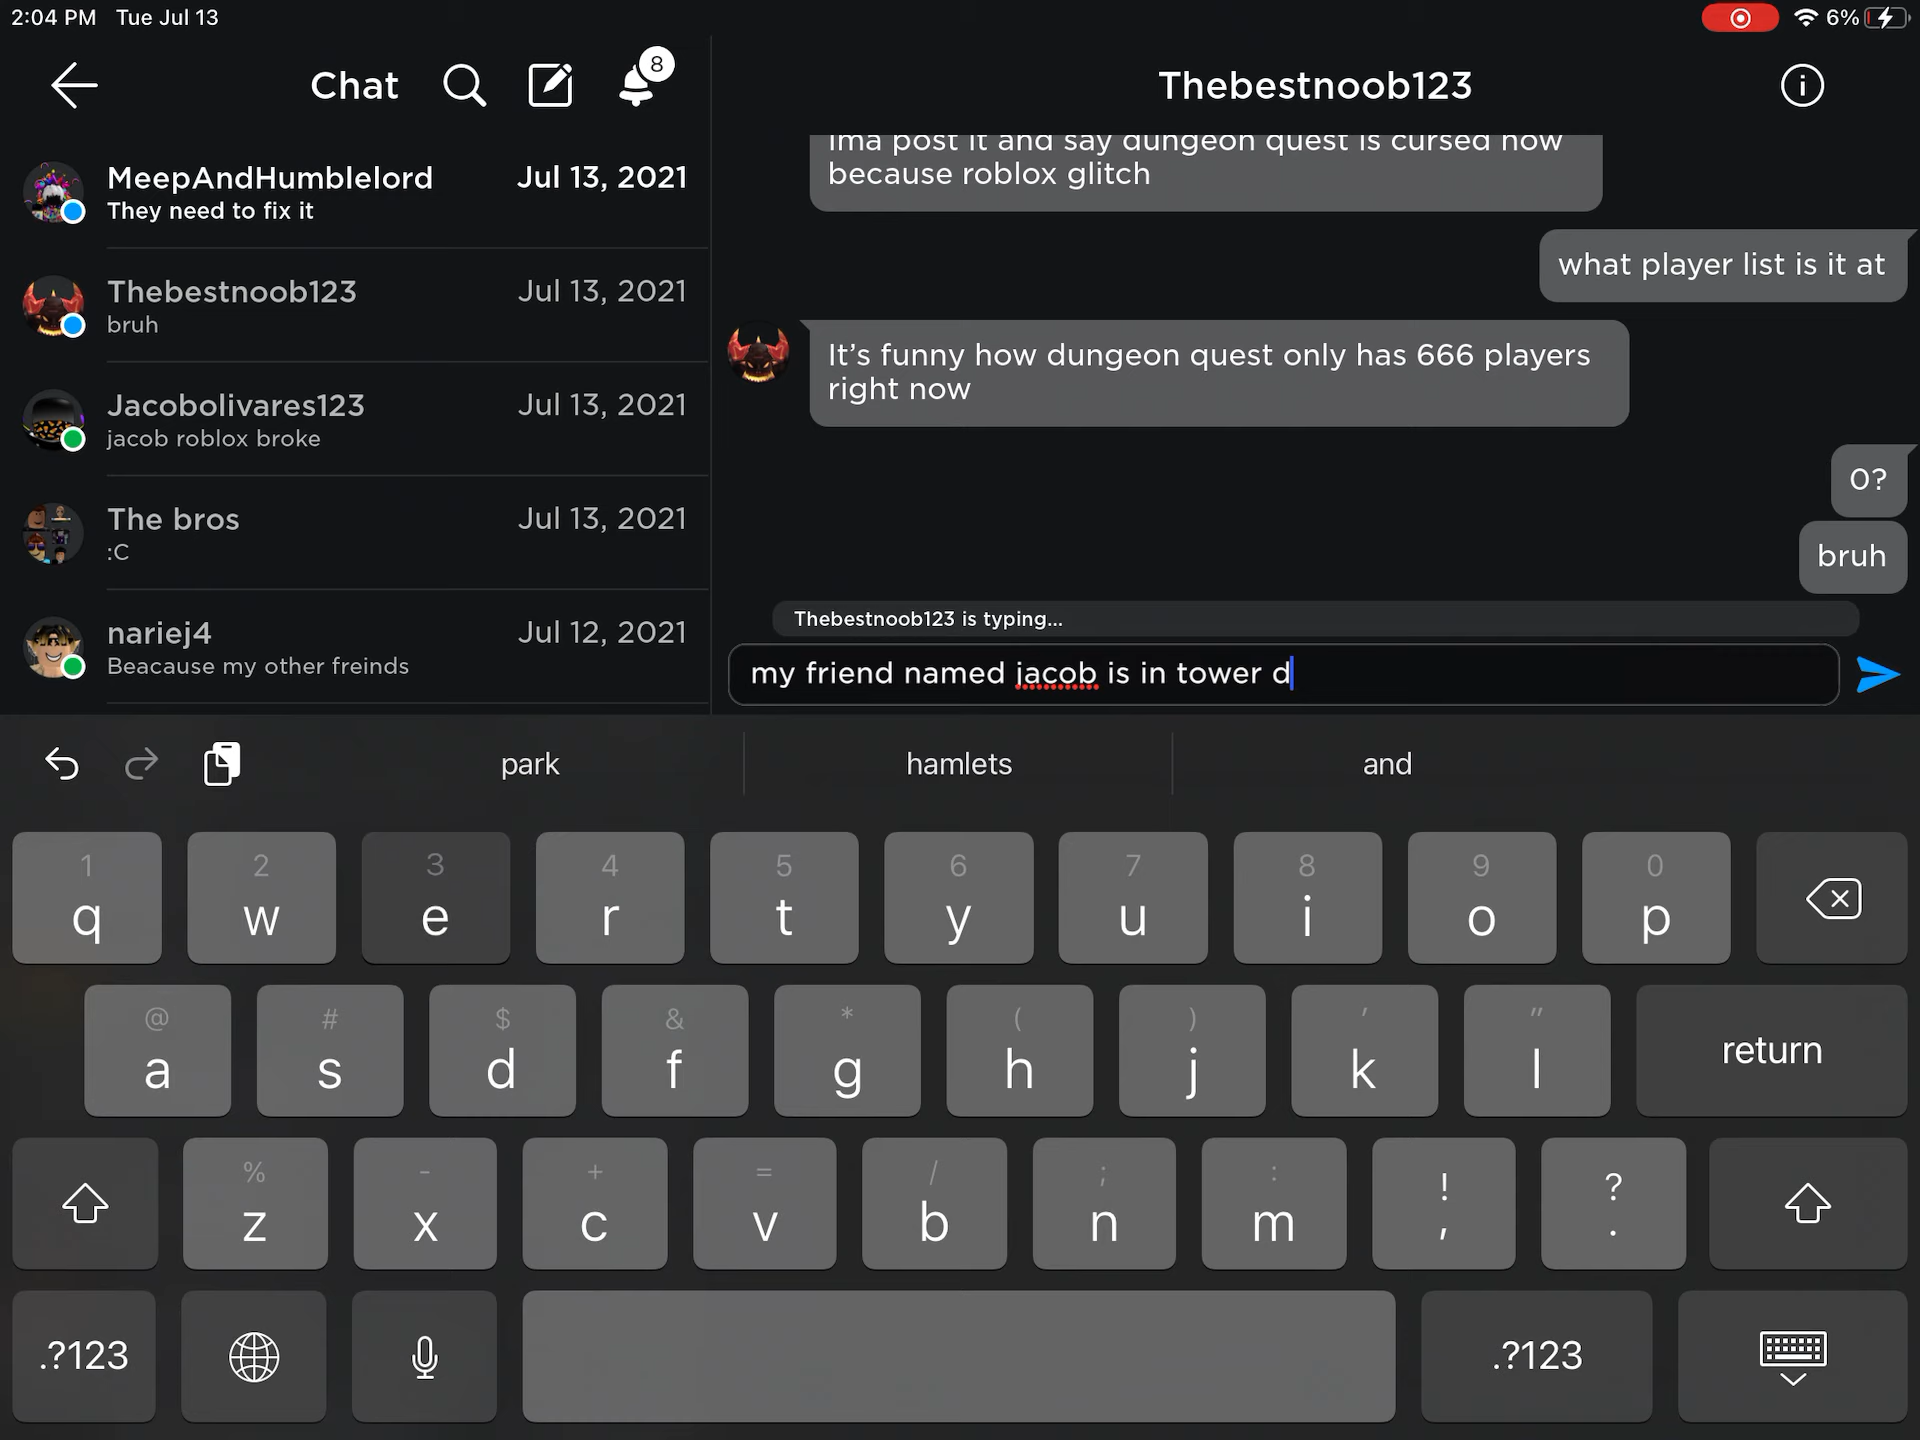 2:04 PM Tue Jul 13
6%
Chat
8
Thebestnoob123
MeepAndHumblelord Jul 13, 2021
They need to fix it
Thebestnoob123 Jul 13, 2021
bruh
Jacobolivares123 Jul 13, 2021
jacob roblox broke
The bros Jul 13, 2021
:C
nariej4 Jul 12, 2021
Beacause my other freinds
Ima post it and say dungeon quest is cursed now
because roblox glitch
what player list is it at
It’s funny how dungeon quest only has 666 players
right now
0?
bruh
Thebestnoob123 is typing...
my friend named jacob is in tower d
park hamlets and
1 2 3 4 5 6 7 8 9 0
q w e r t y u i o p
@ # $ & * ( ) ' "
a s d f g h j k l return
% - + = / ; : ! ?
z x c v b n m , .
.?123 .?123